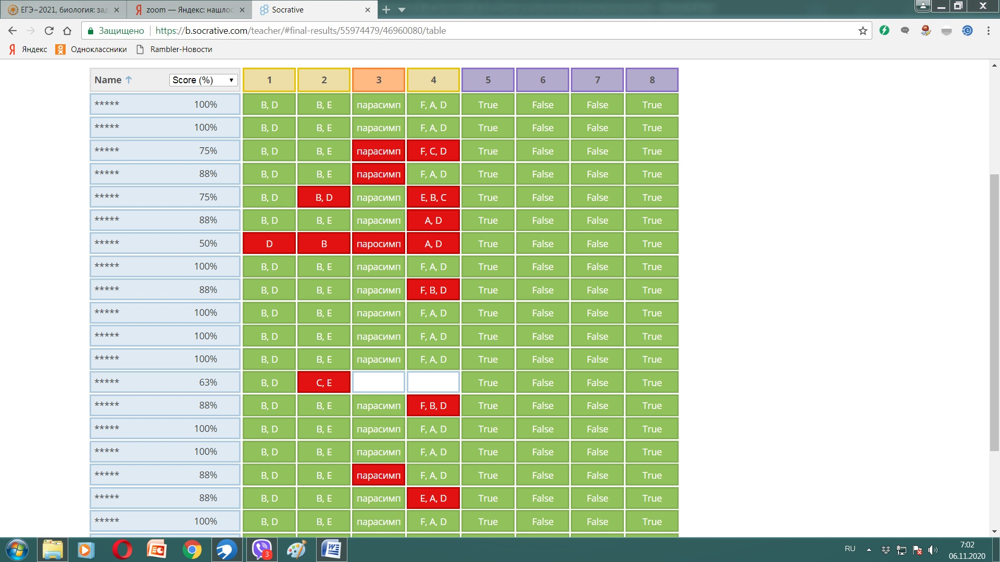 ЕГЭ–2021, биология: зад
zoom — Яндекс: нашлос
Socrative
Защищено
https://b.socrative.com/teacher/#final-results/55974479/46960080/table
Яндекс Одноклассники Rambler-Новости
Name Score (%) 1 2 3 4 5 6 7 8
***** 100% B, D B, E парасимп F, A, D True False False True
***** 100% B, D B, E парасимп F, A, D True False False True
***** 75% B, D B, E парасимп F, C, D True False False True
***** 88% B, D B, E парасимп F, A, D True False False True
***** 75% B, D B, D парасимп E, B, C True False False True
***** 88% B, D B, E парасимп A, D True False False True
***** 50% D B паросимп A, D True False False True
***** 100% B, D B, E парасимп F, A, D True False False True
***** 88% B, D B, E парасимп F, B, D True False False True
***** 100% B, D B, E парасимп F, A, D True False False True
***** 100% B, D B, E парасимп F, A, D True False False True
***** 100% B, D B, E парасимп F, A, D True False False True
***** 63% B, D C, E True False False True
***** 88% B, D B, E парасимп F, B, D True False False True
***** 100% B, D B, E парасимп F, A, D True False False True
***** 100% B, D B, E парасимп F, A, D True False False True
***** 88% B, D B, E парасимп F, A, D True False False True
***** 88% B, D B, E парасимп E, A, D True False False True
***** 100% B, D B, E парасимп F, A, D True False False True
3
RU
7:02
06.11.2020